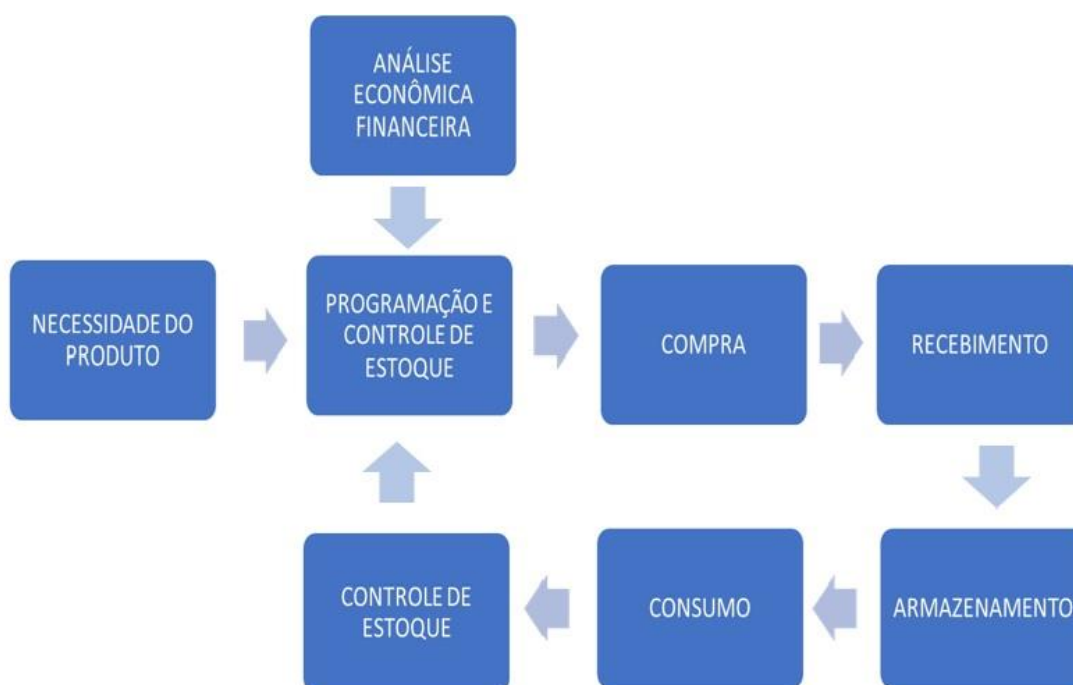 ANÁLISE
ECONÔMICA
FINANCEIRA
NECESSIDADE DO
PRODUTO
PROGRAMAÇÃO E
CONTROLE DE
ESTOQUE
COMPRA
RECEBIMENTO
CONTROLE DE
ESTOQUE
CONSUMO
ARMAZENAMENTO